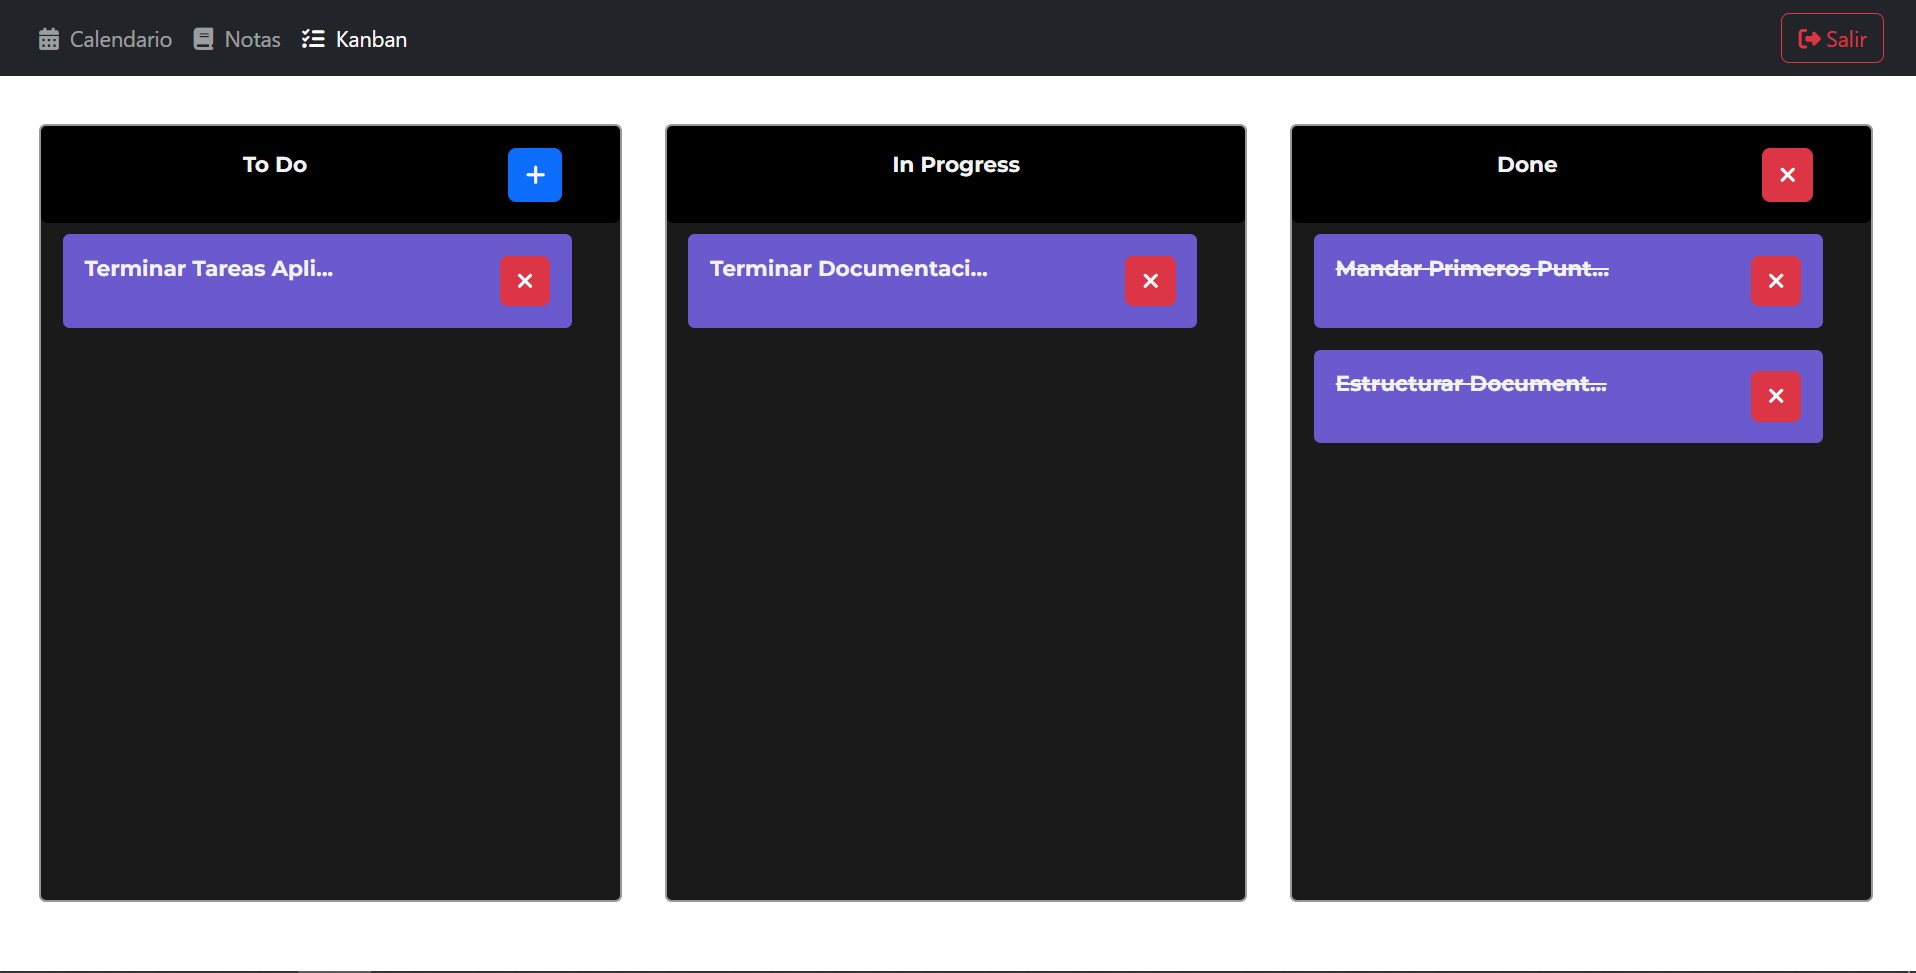 Calendario Notas Kanban Salir
To Do
Terminar Tareas Apli...
In Progress
Terminar Documentaci...
Done
Mandar Primeros Punt...
Estructurar Document...